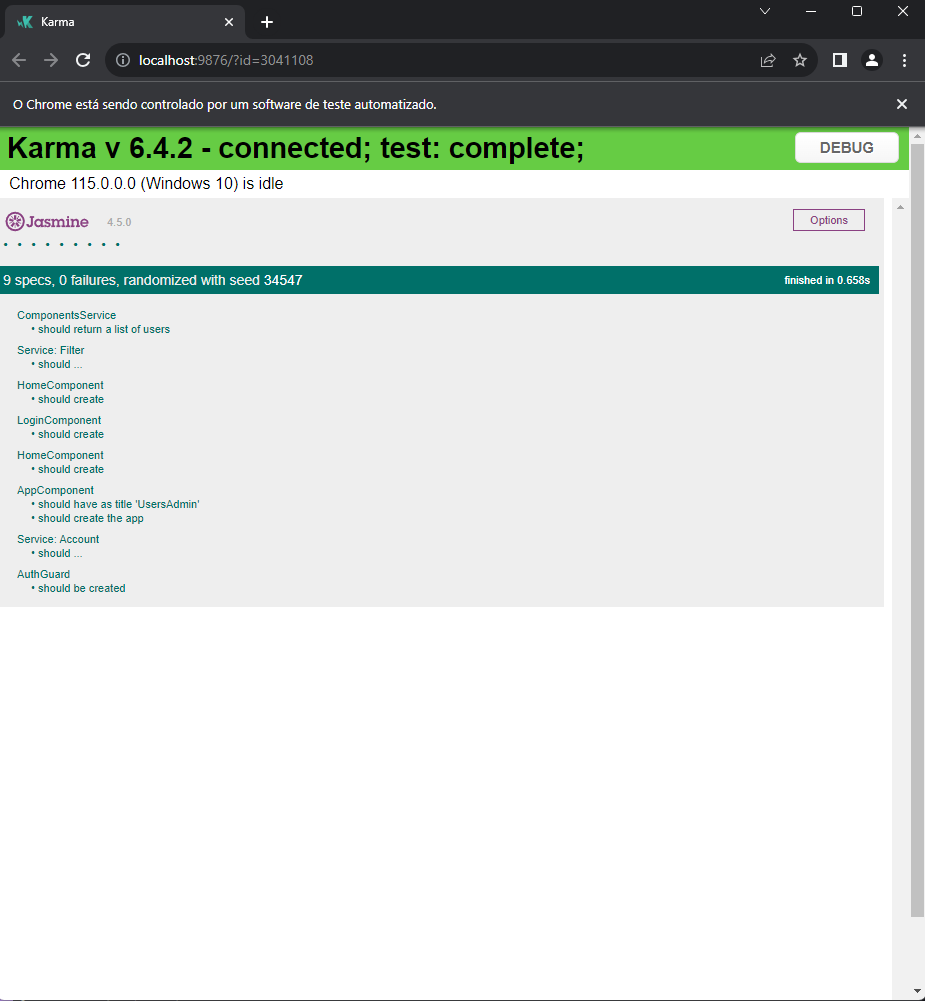 Karma
localhost:9876/?id=3041108
O Chrome está sendo controlado por um software de teste automatizado.
Karma v 6.4.2 - connected; test: complete;
DEBUG
Chrome 115.0.0.0 (Windows 10) is idle
Jasmine 4.5.0
Options
• • • • • • • • •
9 specs, 0 failures, randomized with seed 34547
finished in 0.658s
ComponentsService
• should return a list of users
Service: Filter
• should ...
HomeComponent
• should create
LoginComponent
• should create
HomeComponent
• should create
AppComponent
• should have as title 'UsersAdmin'
• should create the app
Service: Account
• should ...
AuthGuard
• should be created